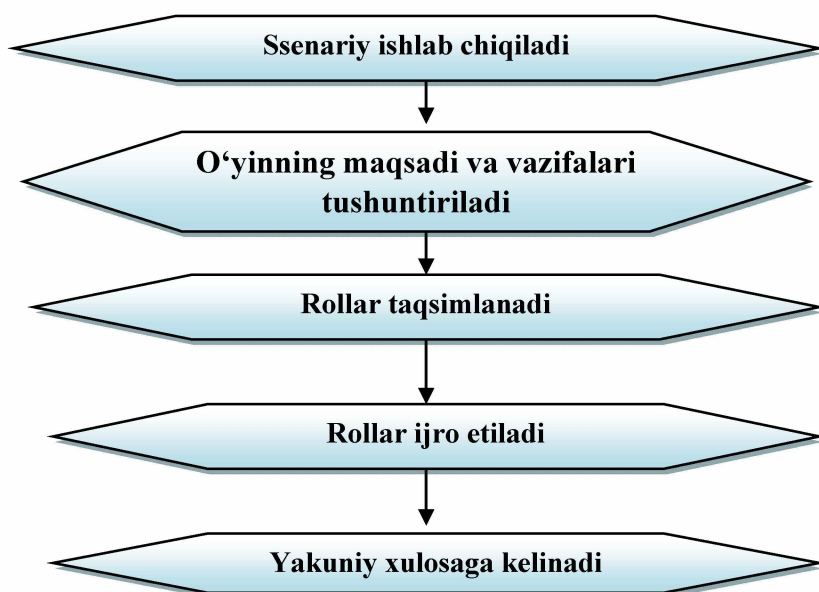 Ssenariy ishlab chiqiladi
O‘yinning maqsadi va vazifalari
tushuntiriladi
Rollar taqsimlanadi
Rollar ijro etiladi
Yakuniy xulosaga kelinadi